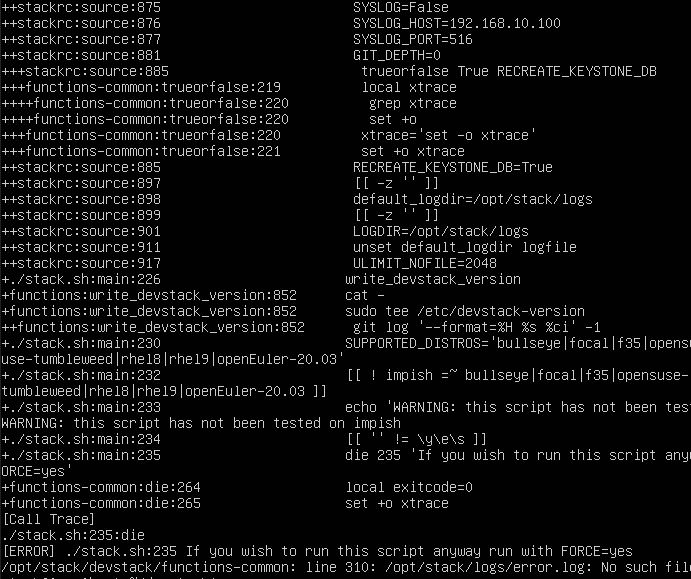 ++stackrc:source:875 SYSLOG=False
++stackrc:source:876 SYSLOG_HOST=192.168.10.100
++stackrc:source:877 SYSLOG_PORT=516
++stackrc:source:881 GIT_DEPTH=0
+++stackrc:source:885 trueorfalse True RECREATE_KEYSTONE_DB
++++functions-common:trueorfalse:219 local xtrace
++++functions-common:trueorfalse:220 grep xtrace
++++functions-common:trueorfalse:220 set +o
+++functions-common:trueorfalse:220 xtrace='set -o xtrace'
+++functions-common:trueorfalse:221 set +o xtrace
++stackrc:source:885 RECREATE_KEYSTONE_DB=True
++stackrc:source:897 [[ -z '' ]]
++stackrc:source:898 default_logdir=/opt/stack/logs
++stackrc:source:899 [[ -z '' ]]
++stackrc:source:901 LOGDIR=/opt/stack/logs
++stackrc:source:911 unset default_logdir logfile
++stackrc:source:917 ULIMIT_NOFILE=2048
+./stack.sh:main:226 write_devstack_version
+functions:write_devstack_version:852 cat -
+functions:write_devstack_version:852 sudo tee /etc/devstack-version
++functions:write_devstack_version:852 git log '--format=%H %s %ci' -1
+./stack.sh:main:230 SUPPORTED_DISTROS='bullseye|focal|f35|opens
use-tumbleweed|rhel8|rhel9|openEuler-20.03'
+./stack.sh:main:232 [[ ! impish =~ bullseye|focal|f35|opensuse-
tumbleweed|rhel8|rhel9|openEuler-20.03 ]]
+./stack.sh:main:233 echo 'WARNING: this script has not been tes
WARNING: this script has not been tested on impish
+./stack.sh:main:234 [[ '' != \y\e\s ]]
+./stack.sh:main:235 die 235 'If you wish to run this script any
ORCE=yes'
+functions-common:die:264 local exitcode=0
+functions-common:die:265 set +o xtrace
[Call Trace]
./stack.sh:235:die
[ERROR] ./stack.sh:235 If you wish to run this script anyway run with FORCE=yes
/opt/stack/devstack/functions-common: line 310: /opt/stack/logs/error.log: No such fil